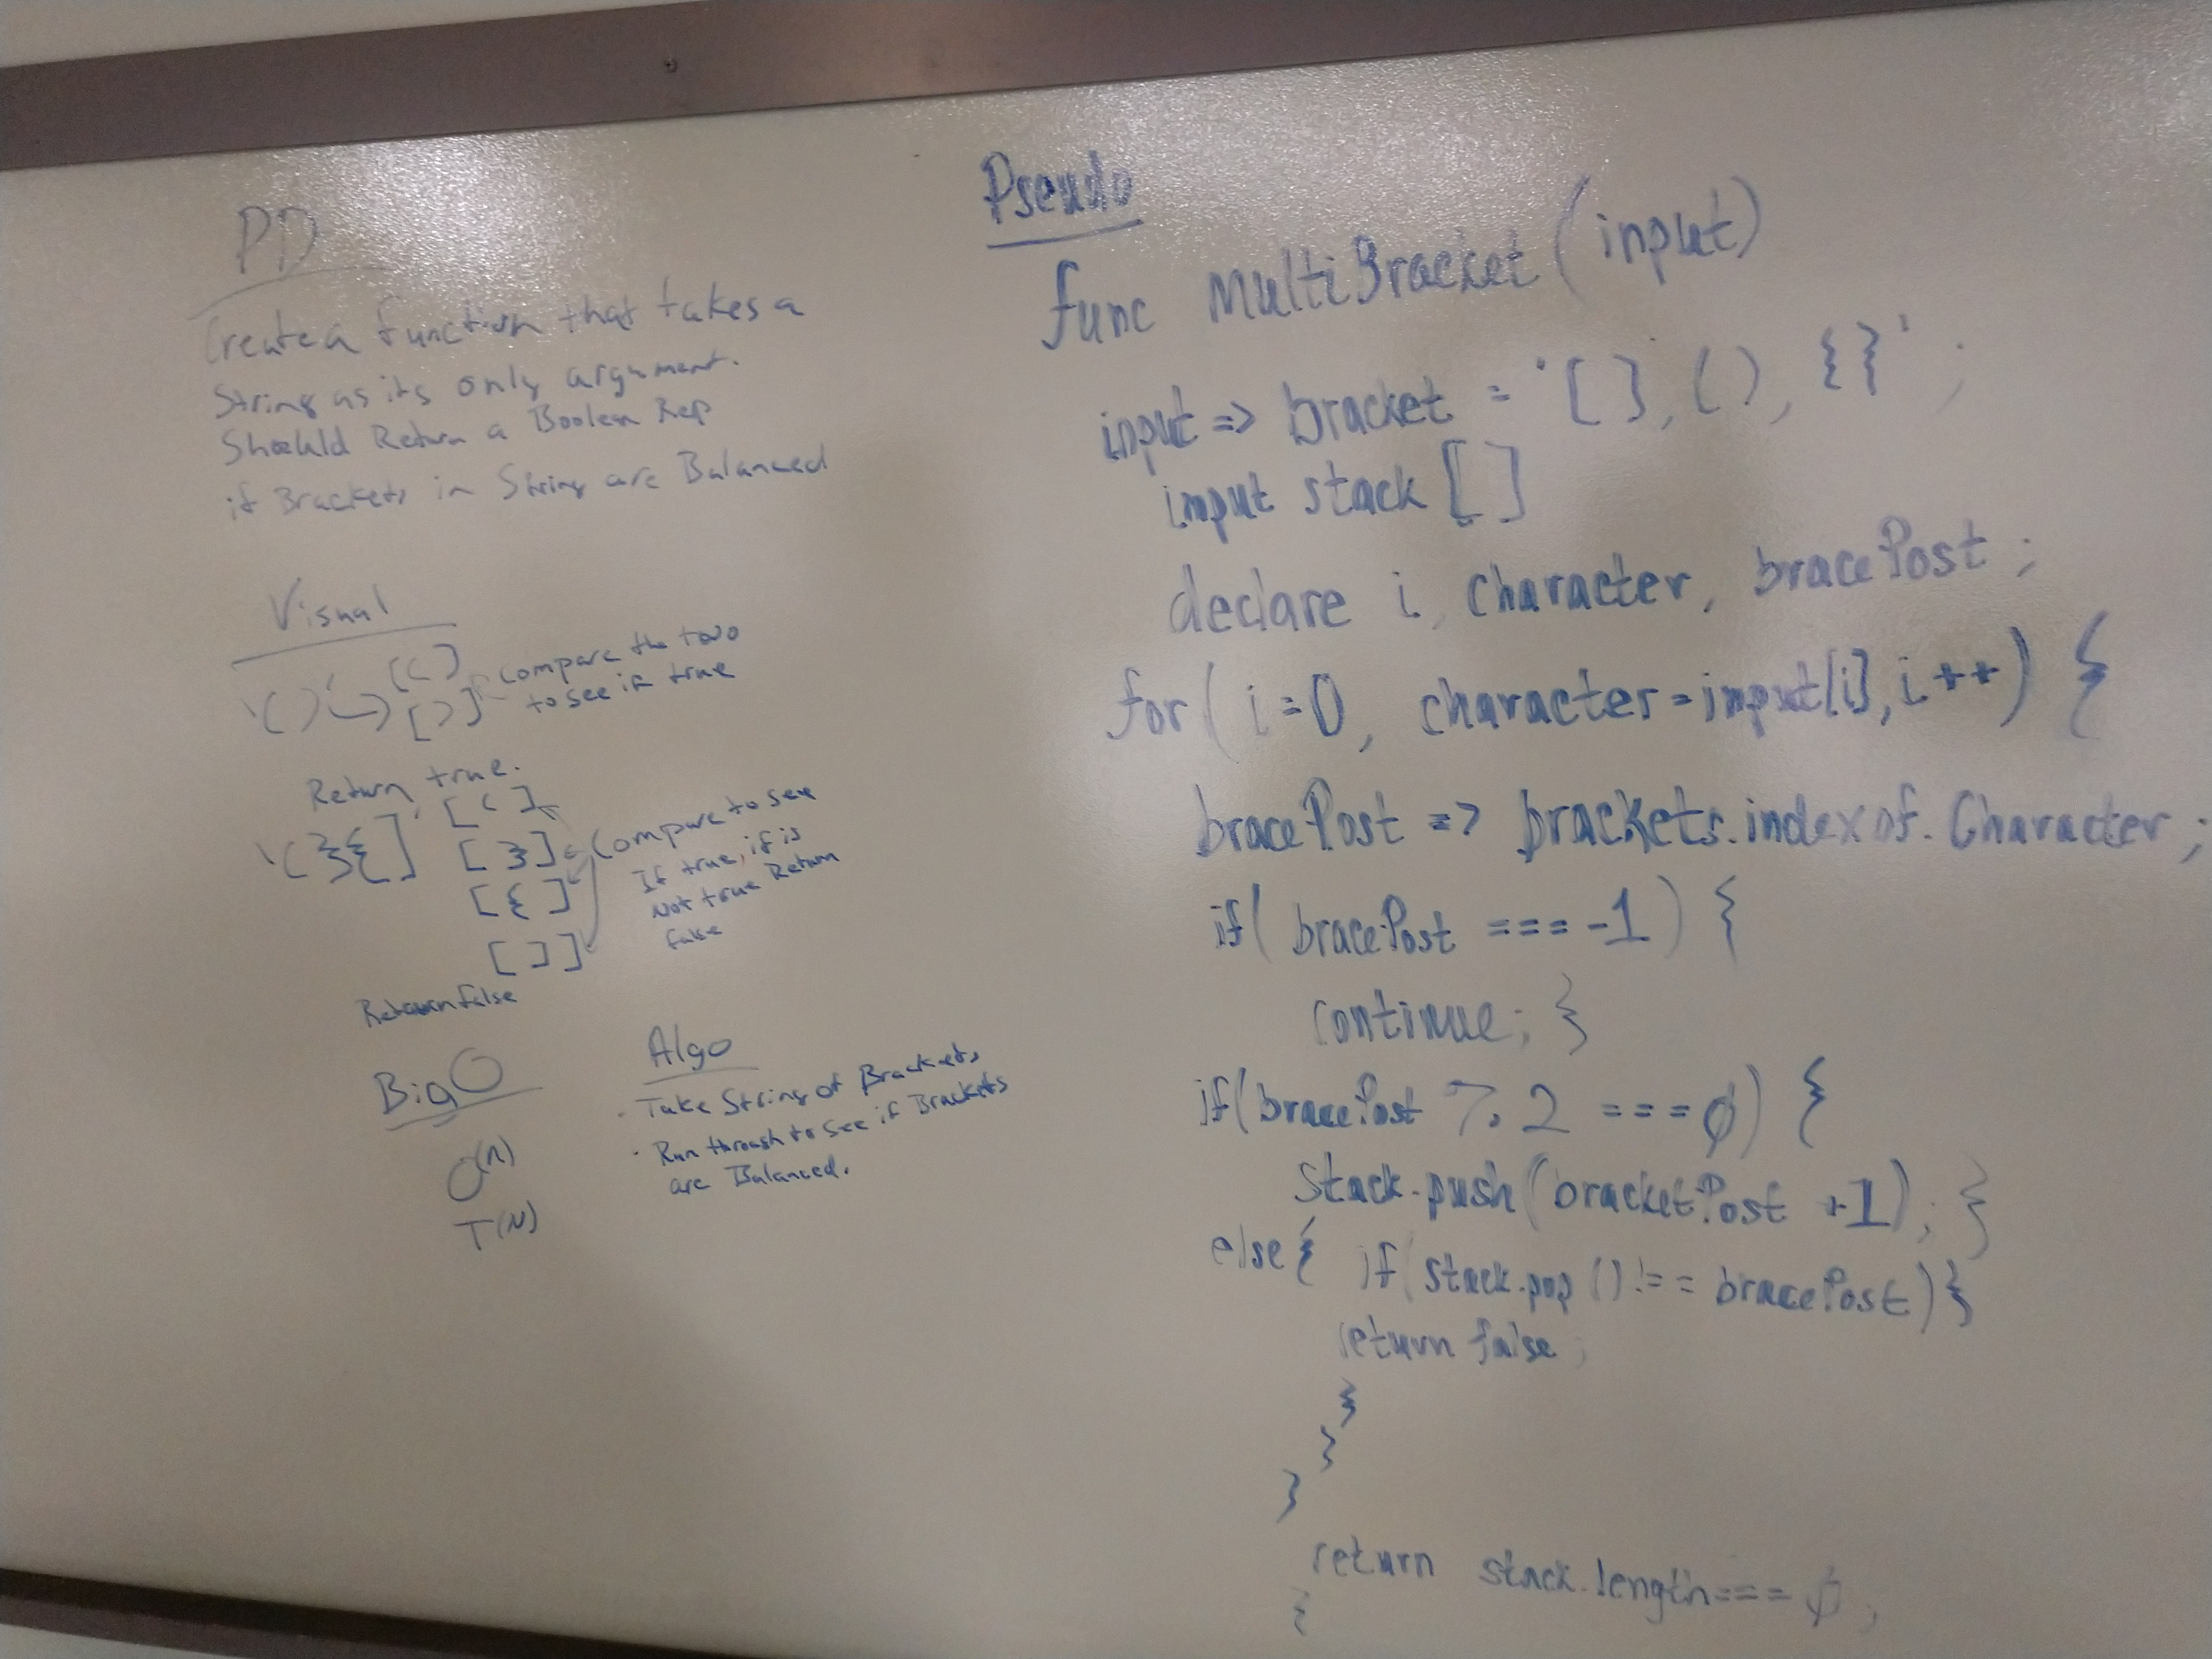 PD
Create a function that takes a
String as its only argument.
Should Return a Boolean Rep
if Brackets in String are Balanced
Visual
'()' [(] Compare the two
[)] to see if true
Return true.
'(}{]' [(] Compare to see
[}] If true, if is
[{] Not true Return
[]] false
Return false
Big O
O(n)
T(N)
Algo
· Take String of Brackets
· Run through to see if Brackets
are Balanced.
Pseudo
func MultiBracket (input)
input => bracket = '[], (), {}' ;
input stack []
declare i, Character, bracePost ;
for( i=0, character=input[i], i++) {
bracePost => brackets.indexof.Character;
if( bracePost === -1) {
continue; }
if(bracePost % 2 === 0) {
Stack.push(bracketPost +1); }
else { if(stack.pop() !== bracePost)}
return false;
}
}
}
return stack.length===0;
{